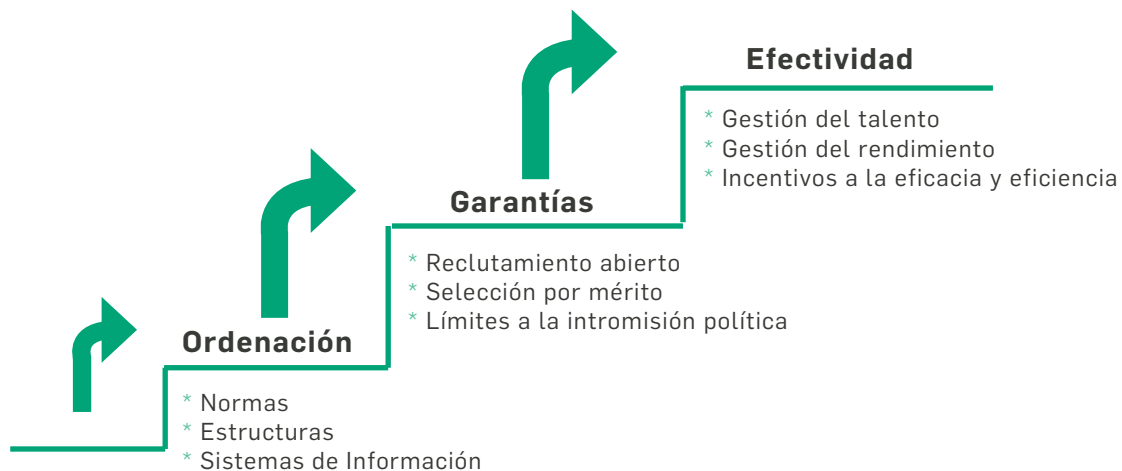 Efectividad
* Gestión del talento
* Gestión del rendimiento
* Incentivos a la eficacia y eficiencia
Garantías
* Reclutamiento abierto
* Selección por mérito
* Límites a la intromisión política
Ordenación
* Normas
* Estructuras
* Sistemas de Información